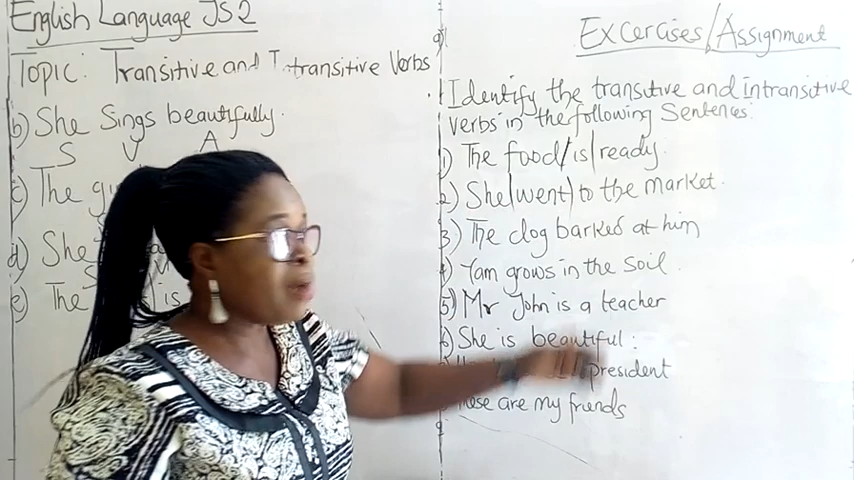 English Language JS2
Topic: Transitive and Intransitive Verbs
b) She Sings beautifully.
S V A
c) The
d) She
S
e) The is
Excercises/Assignment
Identify the transitive and intransitive
verbs in the following Sentences:
1) The food/is/ready.
2) She/went/to the market.
3) The dog barked at him
4) Yam grows in the soil.
5) Mr John is a teacher
6) She is beautiful.
president
are my friends